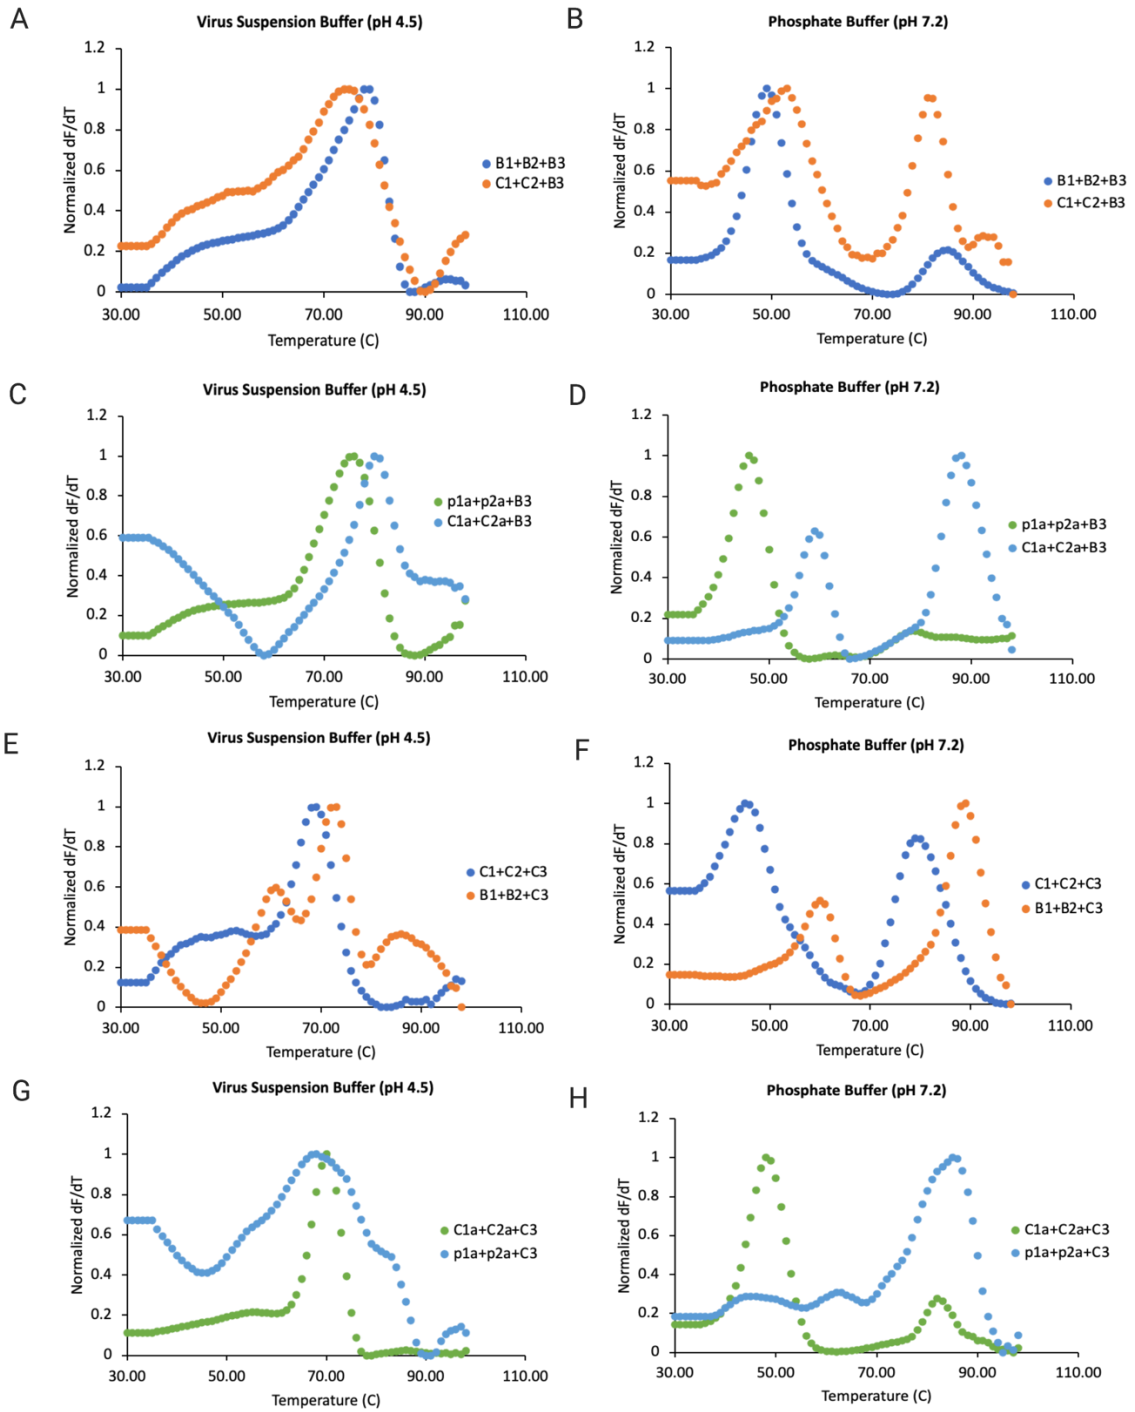 A
Virus Suspension Buffer (pH 4.5)
1.2
1
0.8
0.6
0.4
0.2
0
Normalized dF/dT
30.00 50.00 70.00 90.00 110.00
Temperature (C)
B1+B2+B3
C1+C2+B3
B
Phosphate Buffer (pH 7.2)
1.2
1
0.8
0.6
0.4
0.2
0
Normalized dF/dT
30.00 50.00 70.00 90.00 110.00
Temperature (C)
B1+B2+B3
C1+C2+B3
C
Virus Suspension Buffer (pH 4.5)
1.2
1
0.8
0.6
0.4
0.2
0
Normalized dF/dT
30.00 50.00 70.00 90.00 110.00
Temperature (C)
p1a+p2a+B3
C1a+C2a+B3
D
Phosphate Buffer (pH 7.2)
1.2
1
0.8
0.6
0.4
0.2
0
Normalized dF/dT
30.00 50.00 70.00 90.00 110.00
Temperature (C)
p1a+p2a+B3
C1a+C2a+B3
E
Virus Suspension Buffer (pH 4.5)
1.2
1
0.8
0.6
0.4
0.2
0
Normalized dF/dT
30.00 50.00 70.00 90.00 110.00
Temperature (C)
C1+C2+C3
B1+B2+C3
F
Phosphate Buffer (pH 7.2)
1.2
1
0.8
0.6
0.4
0.2
0
Normalized dF/dT
30.00 50.00 70.00 90.00 110.00
Temperature (C)
C1+C2+C3
B1+B2+C3
G
Virus Suspension Buffer (pH 4.5)
1.2
1
0.8
0.6
0.4
0.2
0
Normalized dF/dT
30.00 50.00 70.00 90.00 110.00
Temperature (C)
C1a+C2a+C3
p1a+p2a+C3
H
Phosphate Buffer (pH 7.2)
1.2
1
0.8
0.6
0.4
0.2
0
Normalized dF/dT
30.00 50.00 70.00 90.00 110.00
Temperature (C)
C1a+C2a+C3
p1a+p2a+C3